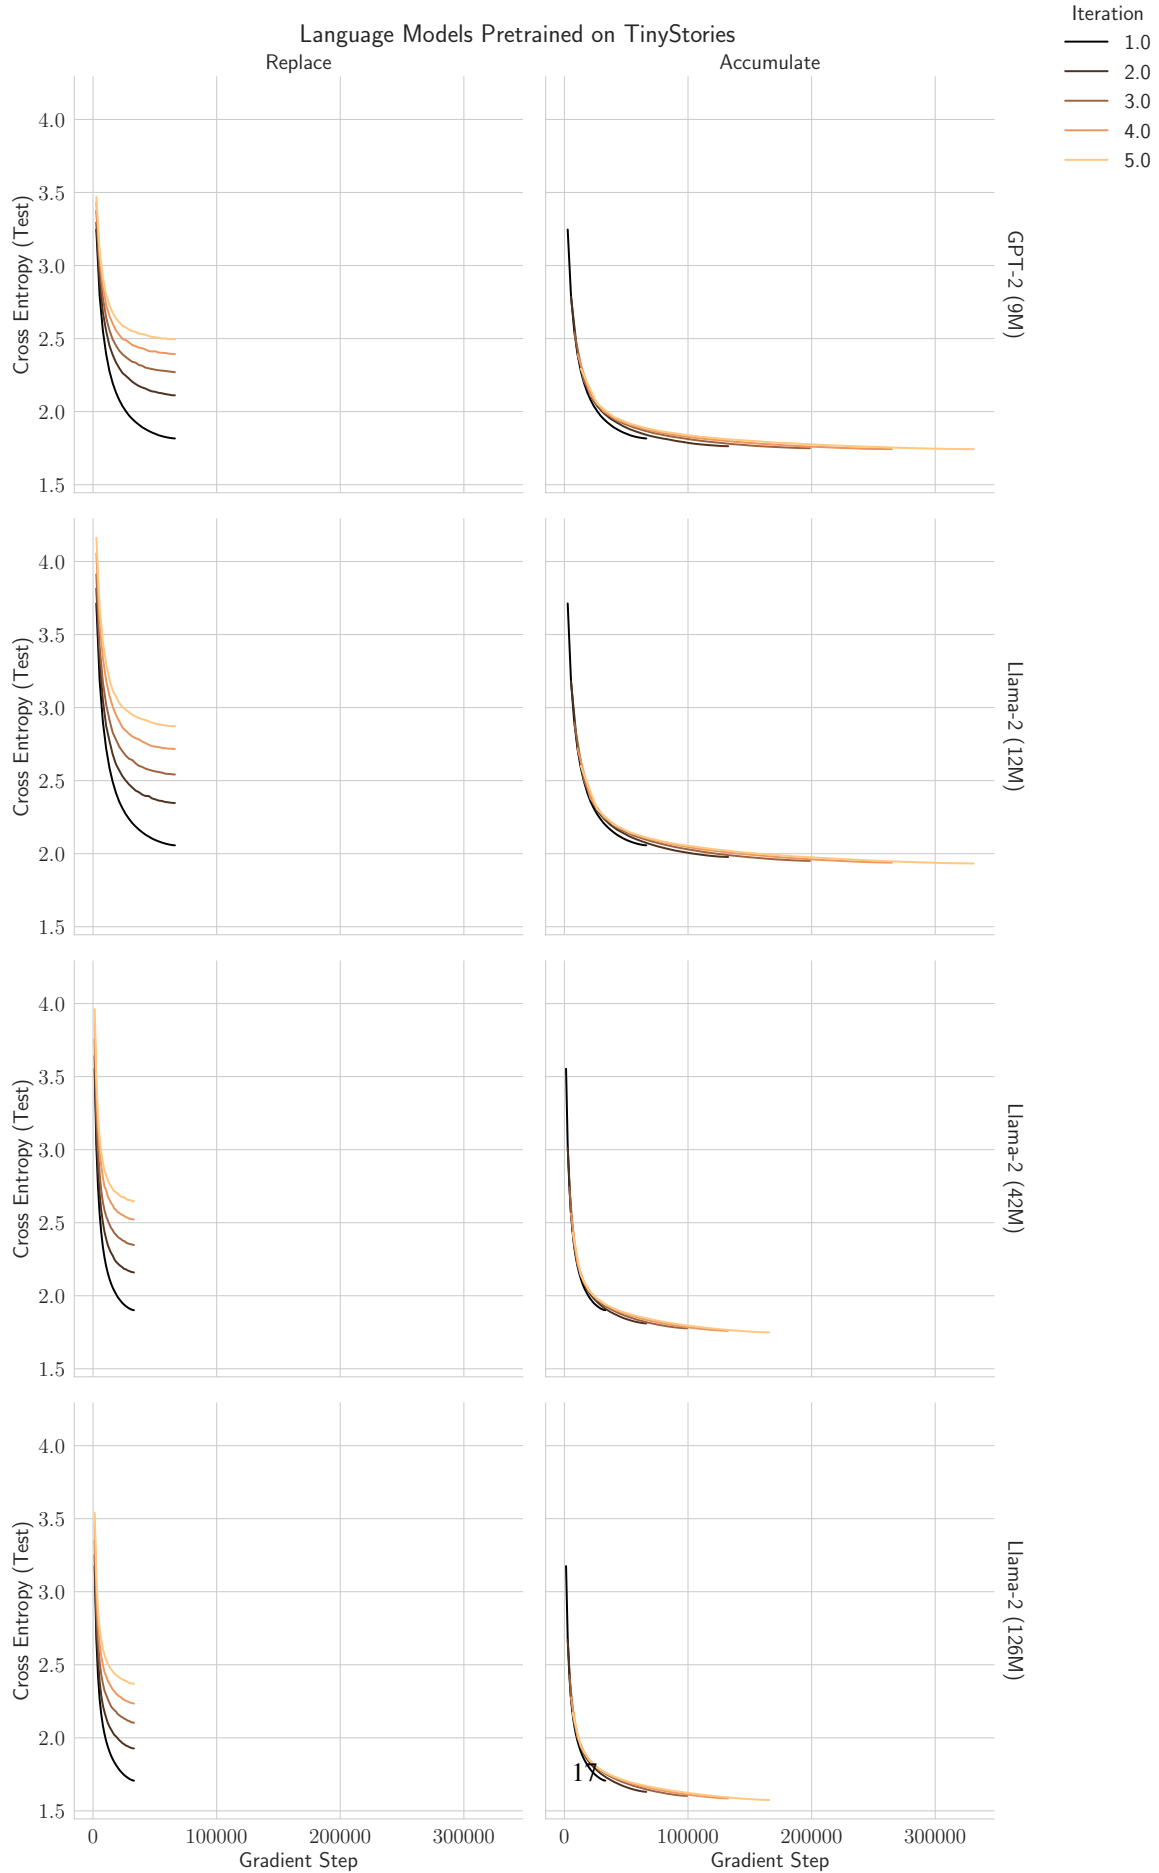 Language Models Pretrained on TinyStories
Replace
Accumulate
Iteration
1.0
2.0
3.0
4.0
5.0
4.0
3.5
3.0
2.5
2.0
1.5
Cross Entropy (Test)
GPT-2 (9M)
4.0
3.5
3.0
2.5
2.0
1.5
Cross Entropy (Test)
Llama-2 (12M)
4.0
3.5
3.0
2.5
2.0
1.5
Cross Entropy (Test)
Llama-2 (42M)
4.0
3.5
3.0
2.5
2.0
1.5
Cross Entropy (Test)
Llama-2 (126M)
17
0 100000 200000 300000
Gradient Step
0 100000 200000 300000
Gradient Step